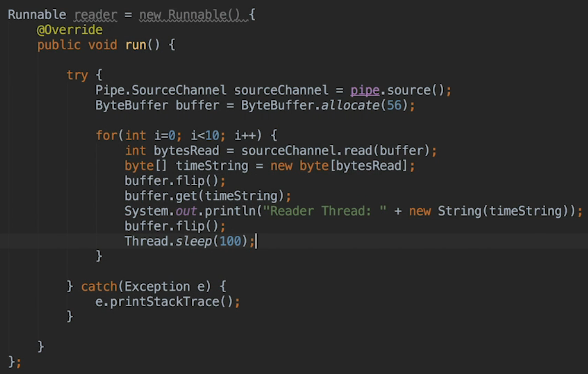 Runnable reader = new Runnable() {
    @Override
    public void run() {

        try {
            Pipe.SourceChannel sourceChannel = pipe.source();
            ByteBuffer buffer = ByteBuffer.allocate(56);

            for(int i=0; i<10; i++) {
                int bytesRead = sourceChannel.read(buffer);
                byte[] timeString = new byte[bytesRead];
                buffer.flip();
                buffer.get(timeString);
                System.out.println("Reader Thread: " + new String(timeString));
                buffer.flip();
                Thread.sleep(100);
            }

        } catch(Exception e) {
            e.printStackTrace();
        }

    }
};